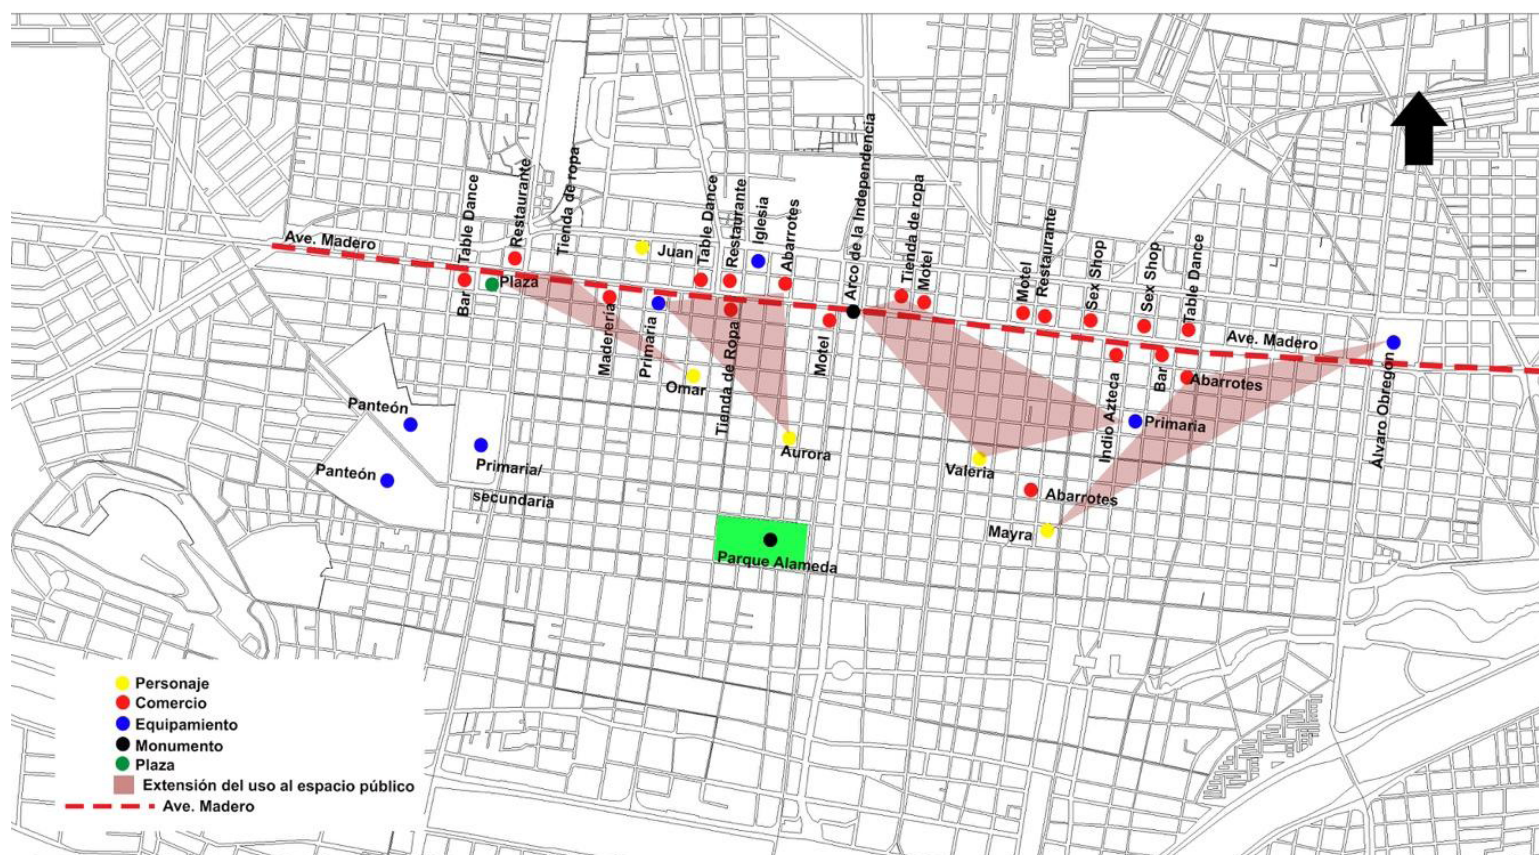 Ave. Madero
Table Dance
Bar
Restaurante
Plaza
Tienda de ropa
Maderería
Juan
Primaria
Omar
Table Dance
Restaurante
Tienda de Ropa
Iglesia
Abarrotes
Aurora
Motel
Arco de la Independencia
Tienda de ropa
Motel
Valeria
Motel
Restaurante
Sex Shop
Indio Azteca
Sex Shop
Bar
Table Dance
Abarrotes
Primaria
Ave. Madero
Álvaro Obregon
Abarrotes
Mayra
Panteón
Panteón
Primaria/
secundaria
Parque Alameda
Personaje
Comercio
Equipamiento
Monumento
Plaza
Extensión del uso al espacio público
Ave. Madero